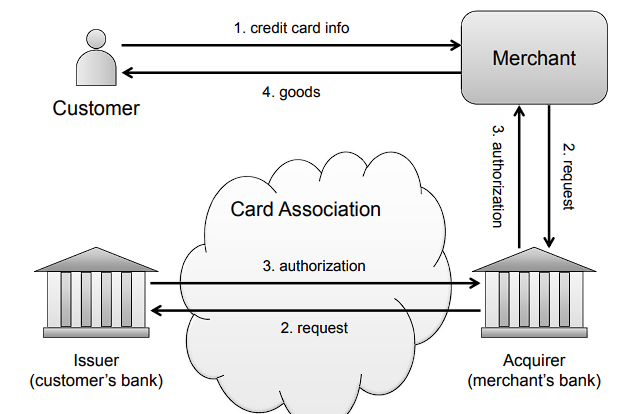 1. credit card info
Merchant
4. goods
Customer
3. authorization
2. request
Card Association
3. authorization
2. request
Issuer
(customer's bank)
Acquirer
(merchant's bank)